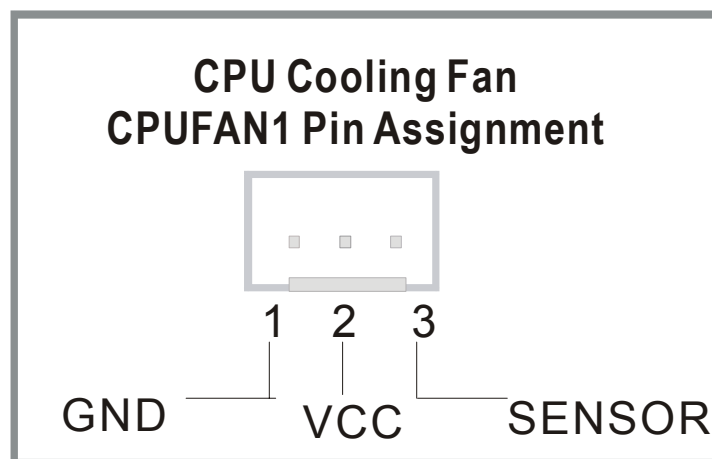 CPU Cooling Fan
CPUFAN1 Pin Assignment
1 2 3
GND VCC SENSOR